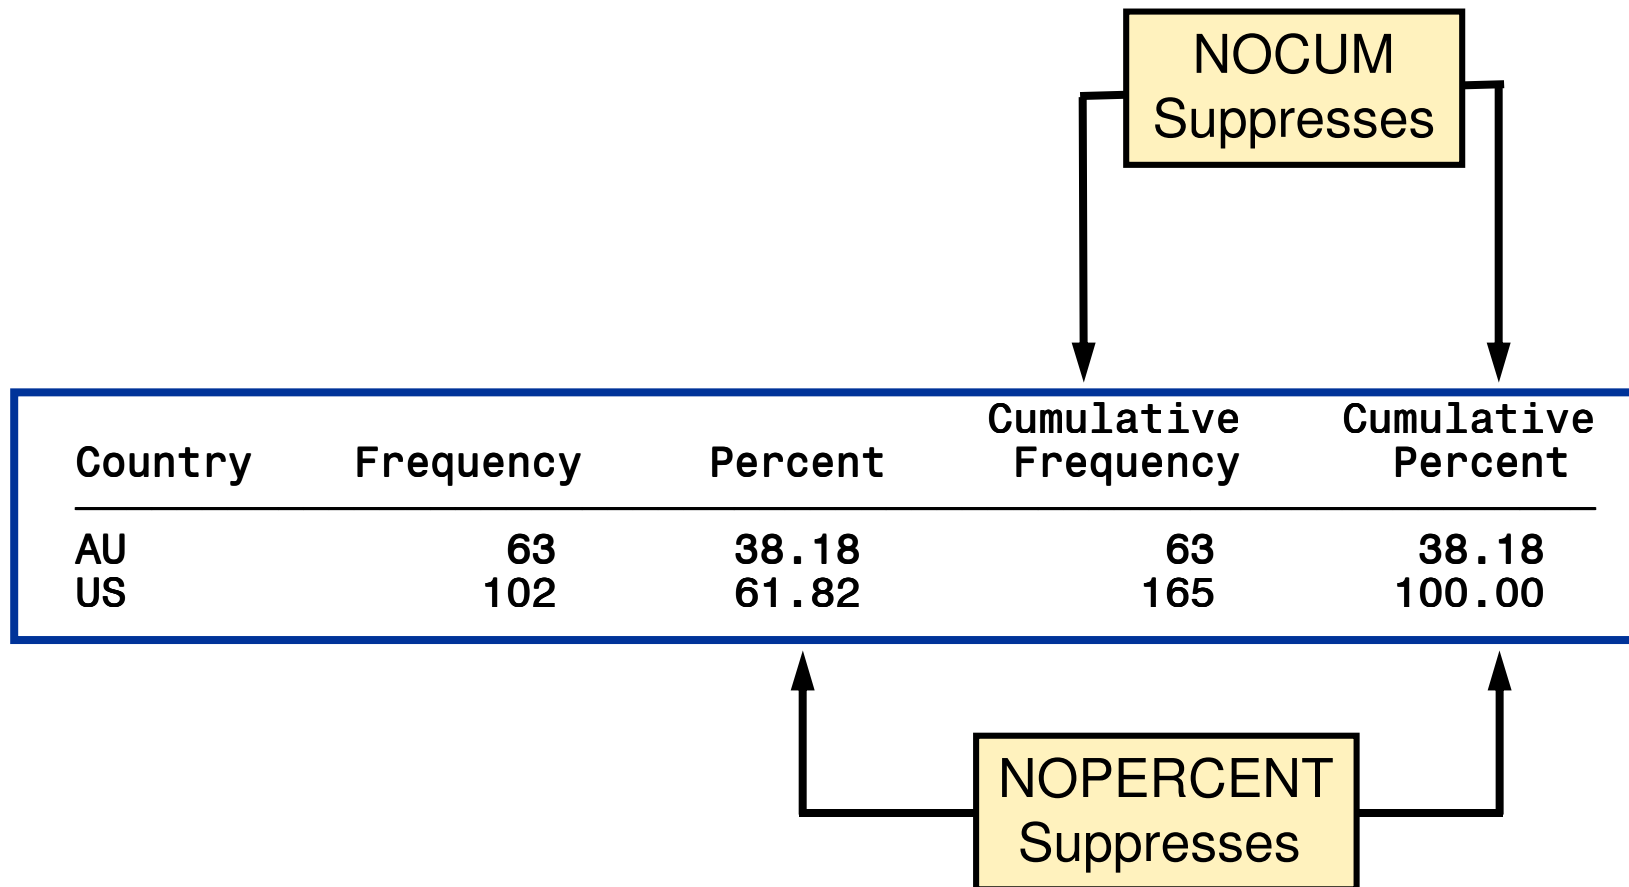 NOCUM
Suppresses
Cumulative Cumulative
Country Frequency Percent Frequency Percent
AU 63 38.18 63 38.18
US 102 61.82 165 100.00
NOPERCENT
Suppresses